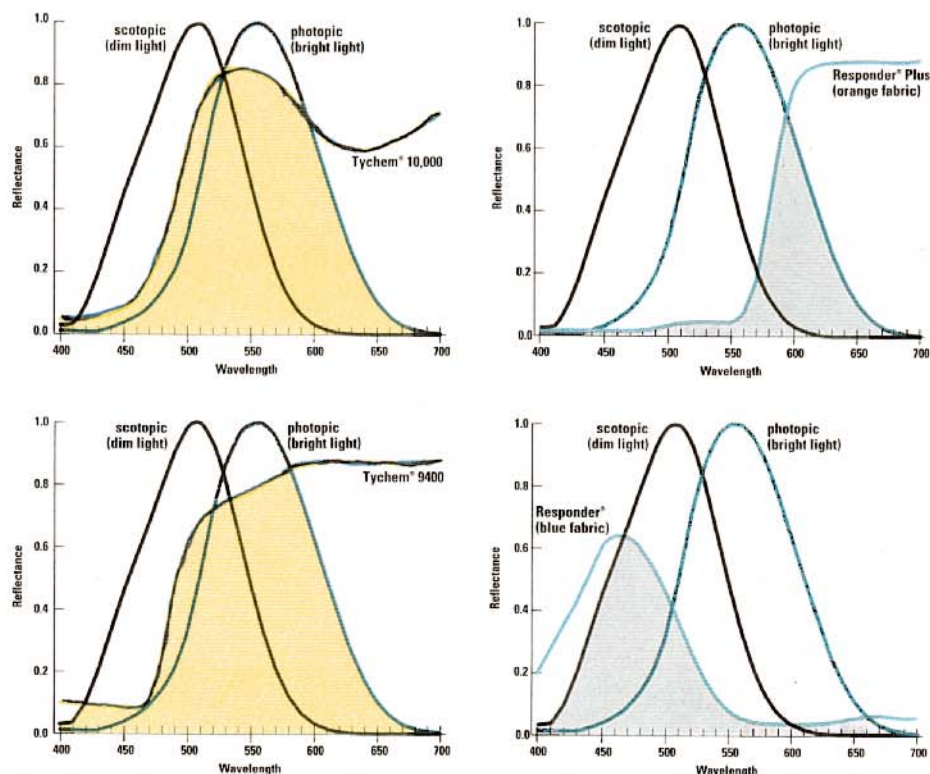 scotopic
(dim light)
photopic
(bright light)
Tychem® 10,000
Reflectance
1.0
0.8
0.6
0.4
0.2
0.0
400 450 500 550 600 650 700
Wavelength
scotopic
(dim light)
photopic
(bright light)
Responder® Plus
(orange fabric)
Reflectance
1.0
0.8
0.6
0.4
0.2
0.0
400 450 500 550 600 650 700
Wavelength
scotopic
(dim light)
photopic
(bright light)
Tychem® 9400
Reflectance
1.0
0.8
0.6
0.4
0.2
0.0
400 450 500 550 600 650 700
Wavelength
scotopic
(dim light)
photopic
(bright light)
Responder®
(blue fabric)
Reflectance
1.0
0.8
0.6
0.4
0.2
0.0
400 450 500 550 600 650 700
Wavelength